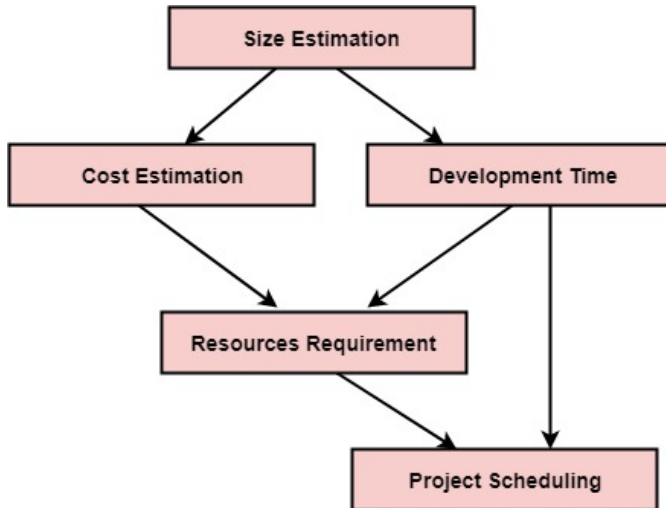 Size Estimation
Cost Estimation
Development Time
Resources Requirement
Project Scheduling